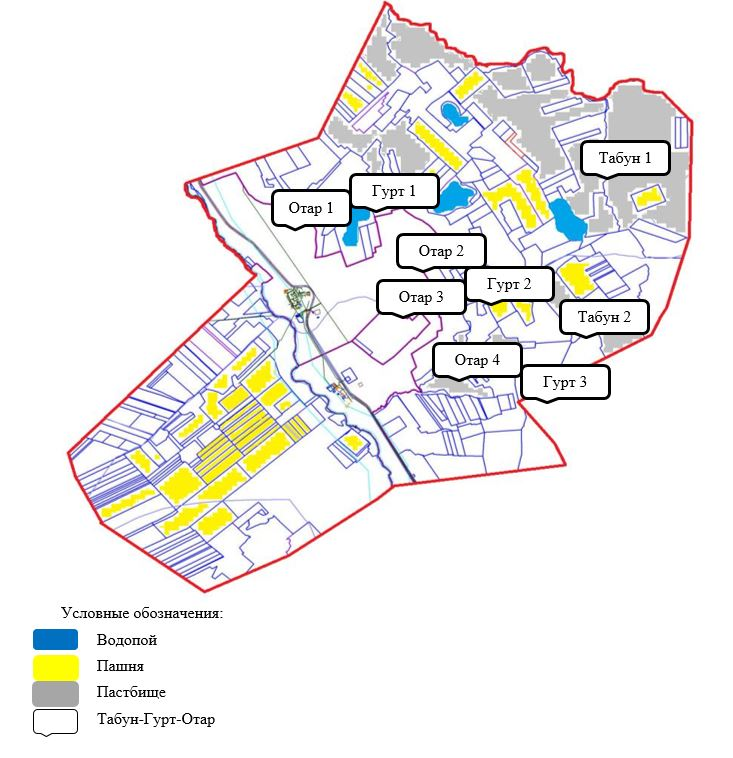 Табун 1
Гурт 1
Отар 1
Отар 2
Гурт 2
Отар 3
Табун 2
Отар 4
Гурт 3
Условные обозначения:
Водопой
Пашня
Пастбище
Табун-Гурт-Отар